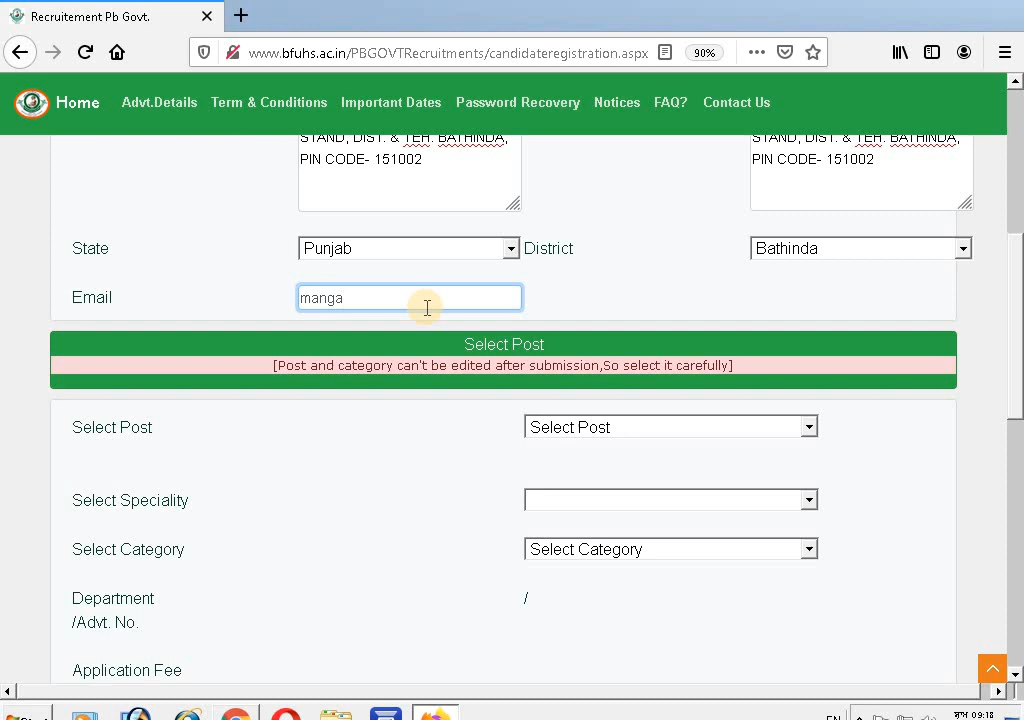 Recruitement Pb Govt.
www.bfuhs.ac.in/PBGOVTRecruitments/candidateregistration.aspx
90%
Home Advt.Details Term & Conditions Important Dates Password Recovery Notices FAQ? Contact Us
STAND, DIST. & TEH. BATHINDA, STAND, DIST. & TEH. BATHINDA,
PIN CODE- 151002 PIN CODE- 151002
State Punjab District Bathinda
Email manga
Select Post
[Post and category can't be edited after submission,So select it carefully]
Select Post Select Post
Select Speciality
Select Category Select Category
Department /
/Advt. No.
Application Fee
EN ਸ਼ਾਮ 09:18